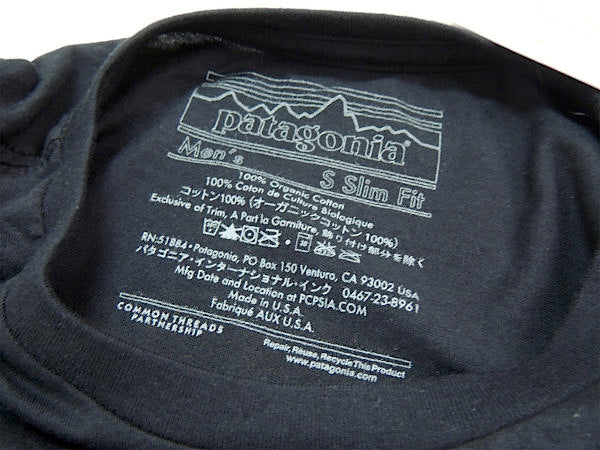 patagonia®
Men's S Slim Fit
100% Organic Cotton
100% Coton de Culture Biologique
コットン100% (オーガニックコットン 100%)
Exclusive of Trim, A Part la Garniture, 飾り付け部分を除く
30
RN:51884 • Patagonia, PO Box 150 Ventura, CA 93002 USA
パタゴニア・インターナショナル・インク 0467-23-8961
Mfg Date and Location at PCPSIA.COM
Made in U.S.A.
Fabriqué AUX U.S.A.
COMMON THREADS
PARTNERSHIP
Repair, Reuse, Recycle This Product
www.patagonia.com